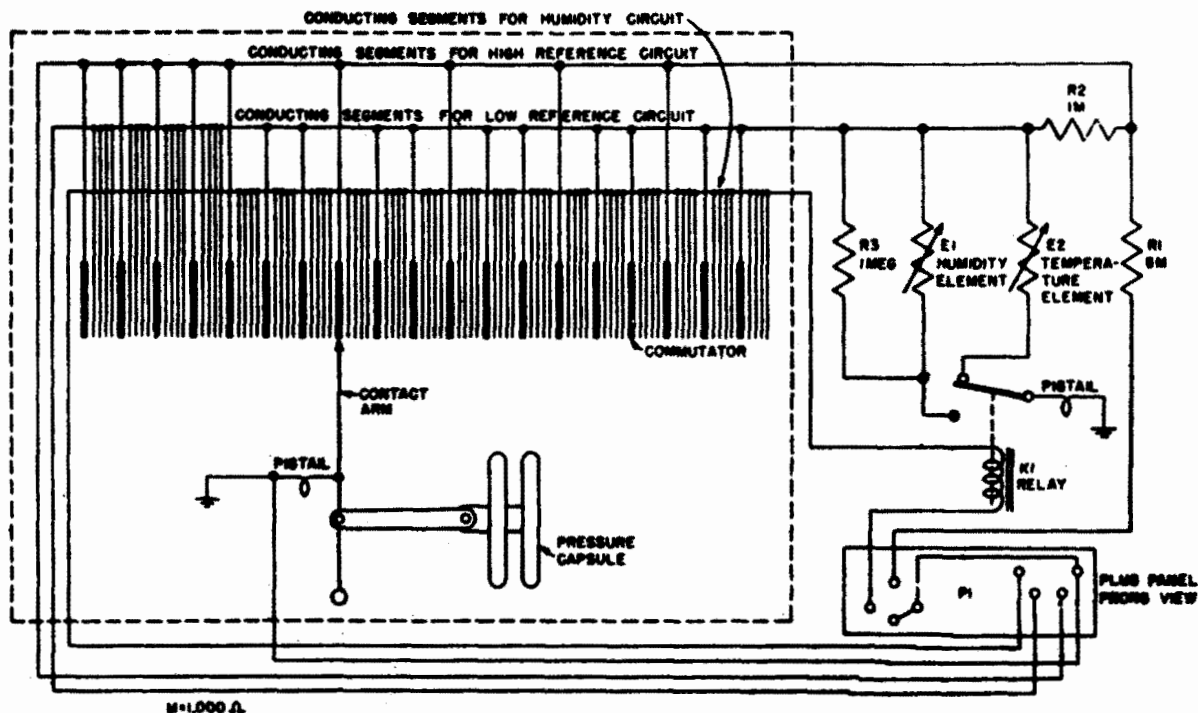 CONDUCTING SEGMENTS FOR HUMIDITY CIRCUIT
CONDUCTING SEGMENTS FOR HIGH REFERENCE CIRCUIT
CONDUCTING SEGMENTS FOR LOW REFERENCE CIRCUIT
R2
1M
R3
1MEG
E1
HUMIDITY
ELEMENT
E2
TEMPERA-
TURE
ELEMENT
R1
5M
COMMUTATOR
CONTACT
ARM
PIGTAIL
PIGTAIL
K1
RELAY
PRESSURE
CAPSULE
P1
PLUG PANEL
PRONG VIEW
M=1,000 Ω